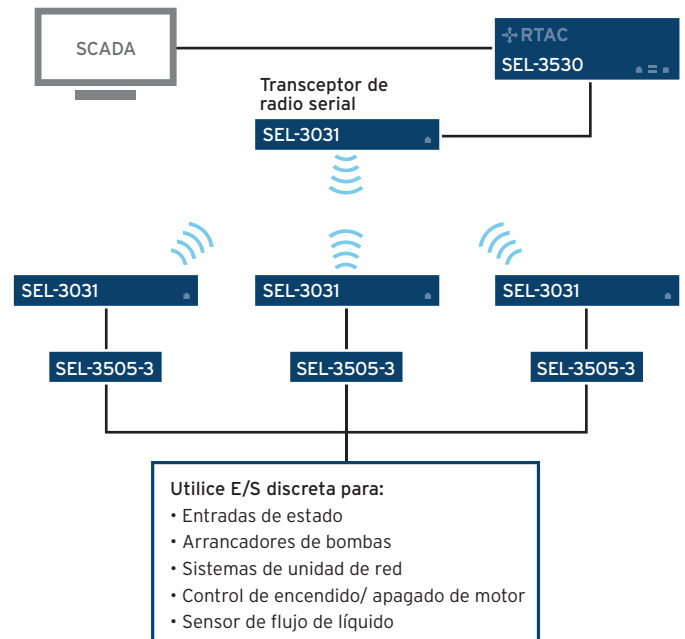 SCADA
RTAC
SEL-3530
Transceptor de
radio serial
SEL-3031
SEL-3031
SEL-3031
SEL-3031
SEL-3505-3
SEL-3505-3
SEL-3505-3
Utilice E/S discreta para:
• Entradas de estado
• Arrancadores de bombas
• Sistemas de unidad de red
• Control de encendido/ apagado de motor
• Sensor de flujo de líquido